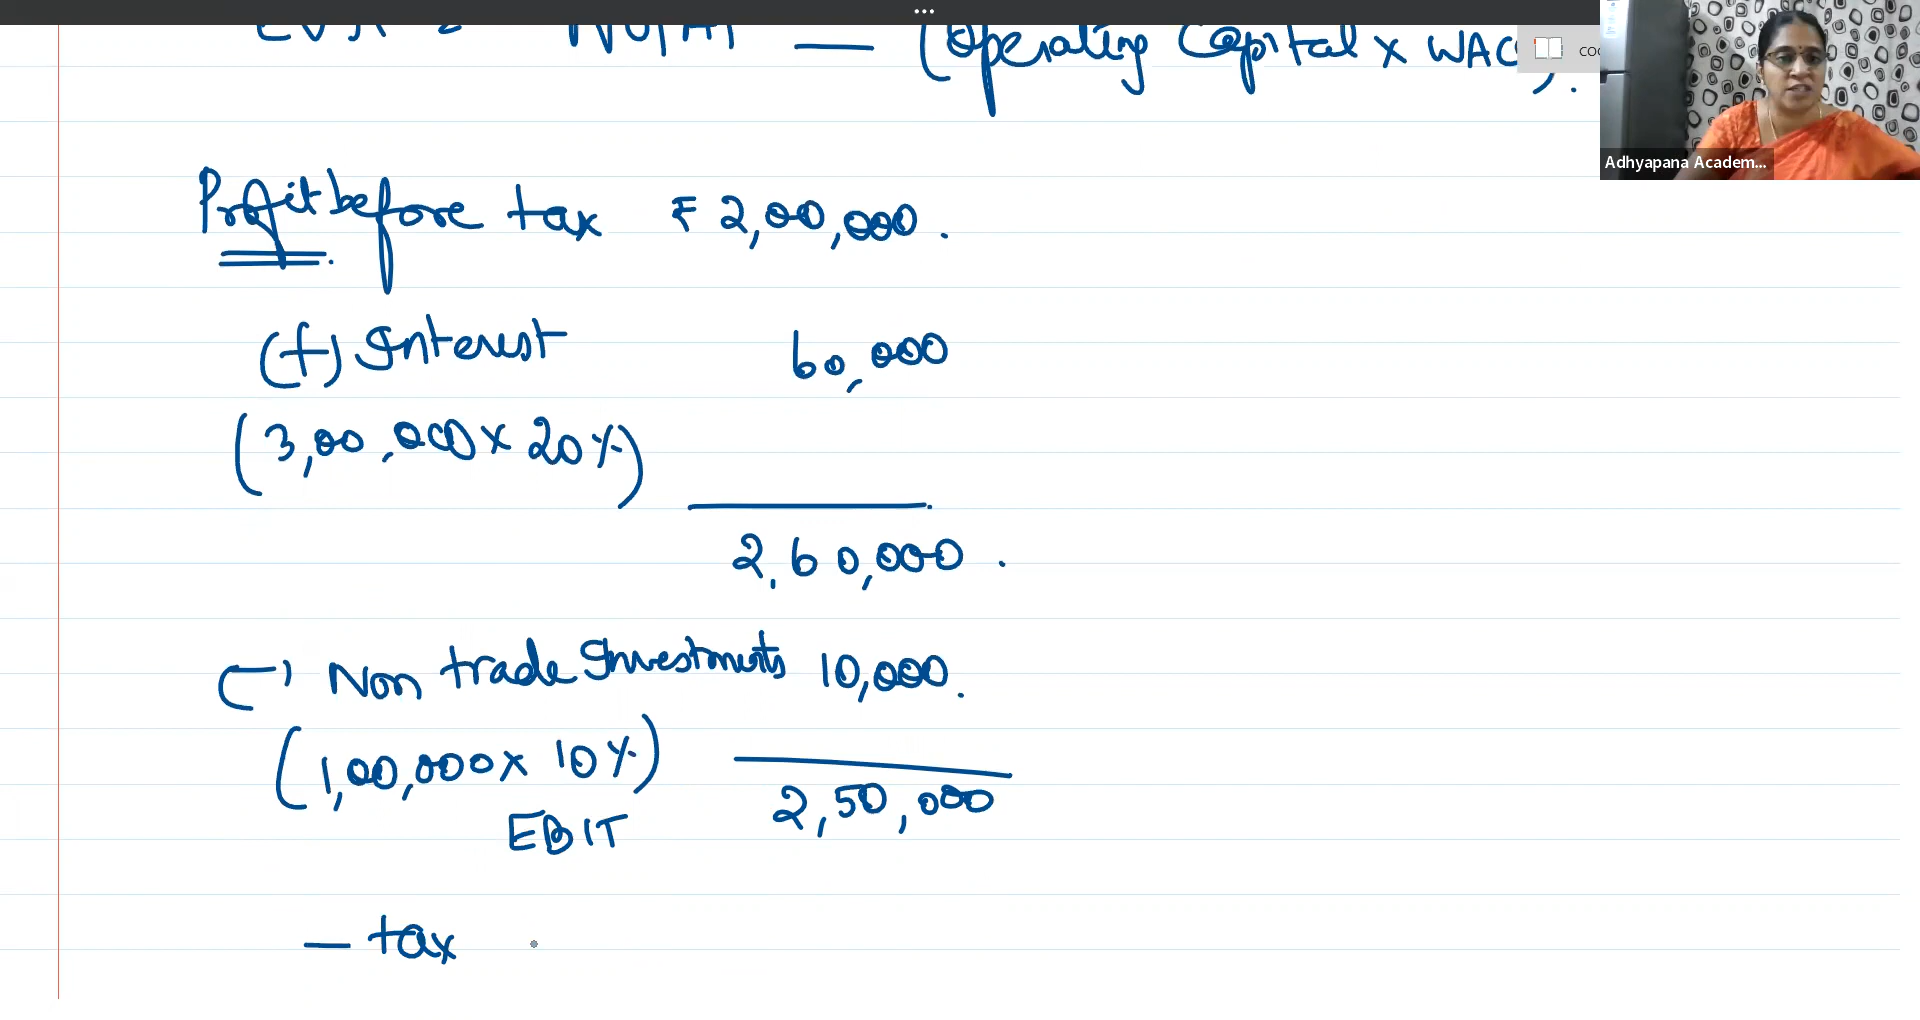 EVA = NOPAT — (Operating Capital x WACC).
Profit before tax ₹ 2,00,000.
(+) Interest 60,000
(3,00,000 x 20%)
2,60,000.
(-) Non trade Investments 10,000.
(1,00,000 x 10%)
2,50,000
EBIT
— tax
Adhyapana Academ...